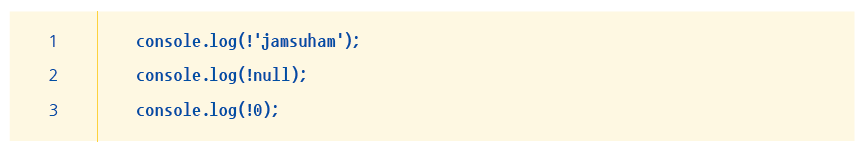 1 console.log(!'jamsuham');
2 console.log(!null);
3 console.log(!0);